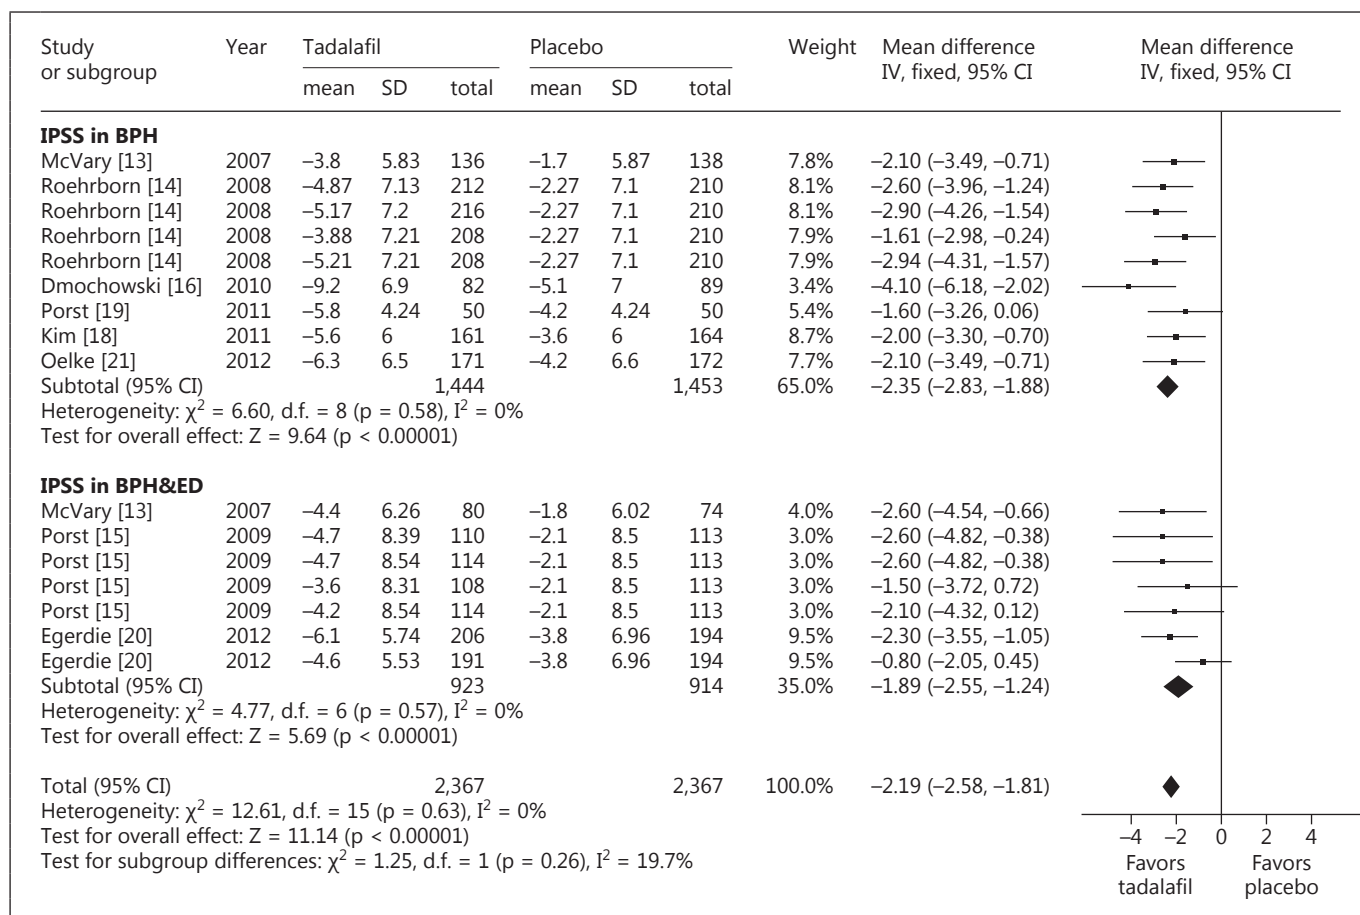 Study Year Tadalafil Placebo Weight Mean difference Mean difference
or subgroup IV, fixed, 95% CI IV, fixed, 95% CI
mean SD total mean SD total
IPSS in BPH
McVary [13] 2007 –3.8 5.83 136 –1.7 5.87 138 7.8% –2.10 (–3.49, –0.71)
Roehrborn [14] 2008 –4.87 7.13 212 –2.27 7.1 210 8.1% –2.60 (–3.96, –1.24)
Roehrborn [14] 2008 –5.17 7.2 216 –2.27 7.1 210 8.1% –2.90 (–4.26, –1.54)
Roehrborn [14] 2008 –3.88 7.21 208 –2.27 7.1 210 7.9% –1.61 (–2.98, –0.24)
Roehrborn [14] 2008 –5.21 7.21 208 –2.27 7.1 210 7.9% –2.94 (–4.31, –1.57)
Dmochowski [16] 2010 –9.2 6.9 82 –5.1 7 89 3.4% –4.10 (–6.18, –2.02)
Porst [19] 2011 –5.8 4.24 50 –4.2 4.24 50 5.4% –1.60 (–3.26, 0.06)
Kim [18] 2011 –5.6 6 161 –3.6 6 164 8.7% –2.00 (–3.30, –0.70)
Oelke [21] 2012 –6.3 6.5 171 –4.2 6.6 172 7.7% –2.10 (–3.49, –0.71)
Subtotal (95% CI) 1,444 1,453 65.0% –2.35 (–2.83, –1.88)
Heterogeneity: χ² = 6.60, d.f. = 8 (p = 0.58), I² = 0%
Test for overall effect: Z = 9.64 (p < 0.00001)
IPSS in BPH&ED
McVary [13] 2007 –4.4 6.26 80 –1.8 6.02 74 4.0% –2.60 (–4.54, –0.66)
Porst [15] 2009 –4.7 8.39 110 –2.1 8.5 113 3.0% –2.60 (–4.82, –0.38)
Porst [15] 2009 –4.7 8.54 114 –2.1 8.5 113 3.0% –2.60 (–4.82, –0.38)
Porst [15] 2009 –3.6 8.31 108 –2.1 8.5 113 3.0% –1.50 (–3.72, 0.72)
Porst [15] 2009 –4.2 8.54 114 –2.1 8.5 113 3.0% –2.10 (–4.32, 0.12)
Egerdie [20] 2012 –6.1 5.74 206 –3.8 6.96 194 9.5% –2.30 (–3.55, –1.05)
Egerdie [20] 2012 –4.6 5.53 191 –3.8 6.96 194 9.5% –0.80 (–2.05, 0.45)
Subtotal (95% CI) 923 914 35.0% –1.89 (–2.55, –1.24)
Heterogeneity: χ² = 4.77, d.f. = 6 (p = 0.57), I² = 0%
Test for overall effect: Z = 5.69 (p < 0.00001)
Total (95% CI) 2,367 2,367 100.0% –2.19 (–2.58, –1.81)
Heterogeneity: χ² = 12.61, d.f. = 15 (p = 0.63), I² = 0%
Test for overall effect: Z = 11.14 (p < 0.00001)
Test for subgroup differences: χ² = 1.25, d.f. = 1 (p = 0.26), I² = 19.7%
–4 –2 0 2 4
Favors Favors
tadalafil placebo